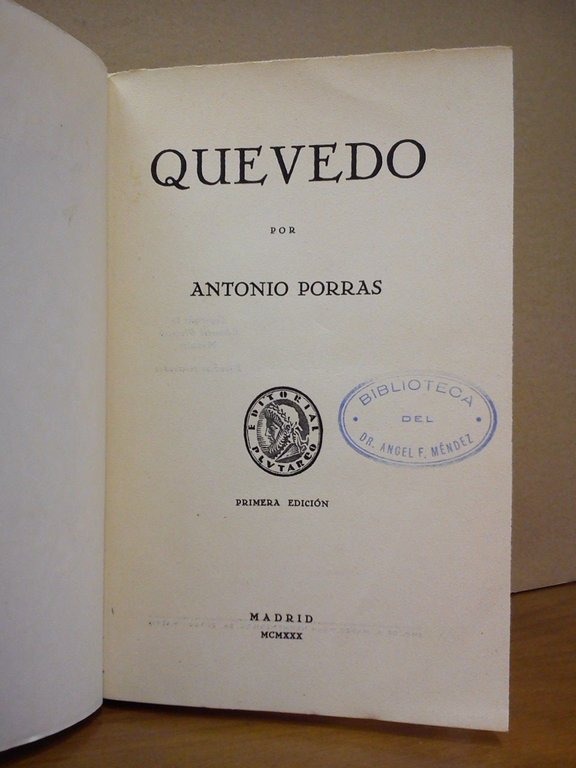 QUEVEDO
POR
ANTONIO PORRAS
EDITORIAL
PLVTARCO
BIBLIOTECA
DEL
DR. ANGEL F. MÉNDEZ
PRIMERA EDICIÓN
MADRID
MCMXXX